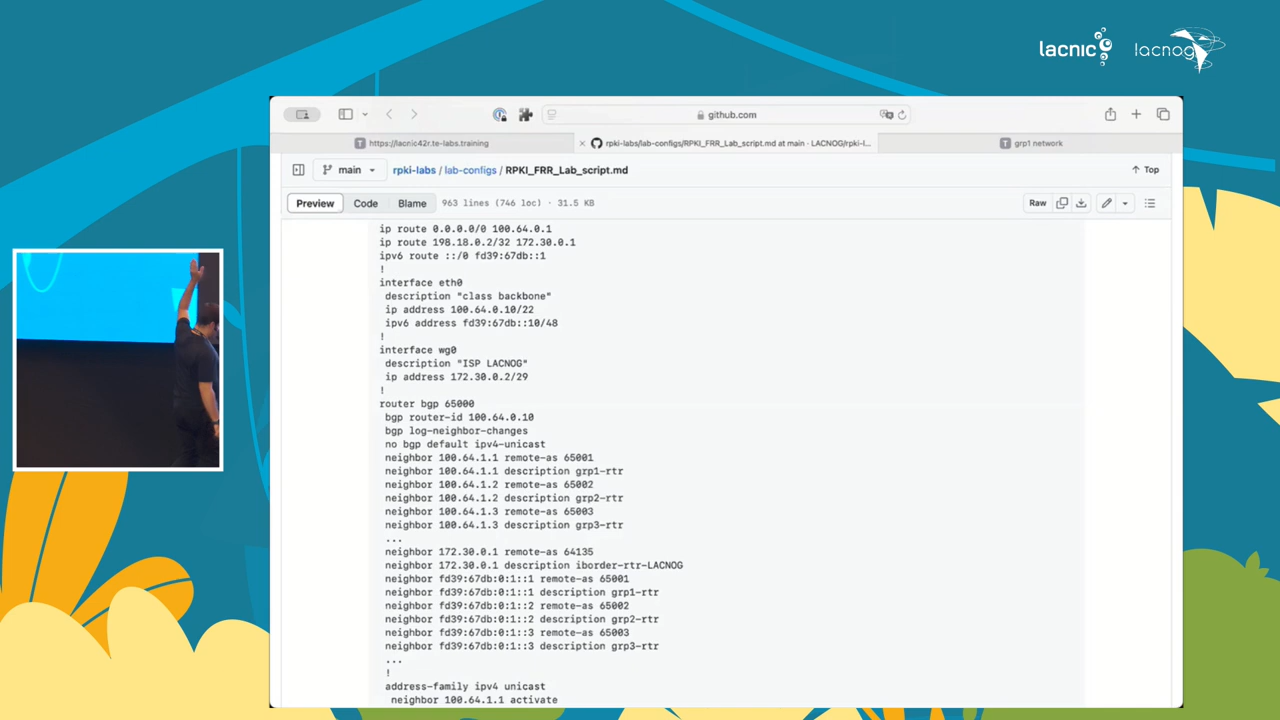 lacnic
lacnog
github.com
https://lacnic42r.te-labs.training
rpki-labs/lab-configs/RPKI_FRR_Lab_script.md at main · LACNOG/rpki-l...
grp1 network
main
rpki-labs / lab-configs / RPKI_FRR_Lab_script.md
Top
Preview
Code
Blame
963 lines (746 loc) · 31.5 KB
Raw
ip route 0.0.0.0/0 100.64.0.1
ip route 198.18.0.2/32 172.30.0.1
ipv6 route ::/0 fd39:67db::1
!
interface eth0
description "class backbone"
ip address 100.64.0.10/22
ipv6 address fd39:67db::10/48
!
interface wg0
description "ISP LACNOG"
ip address 172.30.0.2/29
!
router bgp 65000
bgp router-id 100.64.0.10
bgp log-neighbor-changes
no bgp default ipv4-unicast
neighbor 100.64.1.1 remote-as 65001
neighbor 100.64.1.1 description grp1-rtr
neighbor 100.64.1.2 remote-as 65002
neighbor 100.64.1.2 description grp2-rtr
neighbor 100.64.1.3 remote-as 65003
neighbor 100.64.1.3 description grp3-rtr
...
neighbor 172.30.0.1 remote-as 64135
neighbor 172.30.0.1 description iborder-rtr-LACNOG
neighbor fd39:67db:0:1::1 remote-as 65001
neighbor fd39:67db:0:1::1 description grp1-rtr
neighbor fd39:67db:0:1::2 remote-as 65002
neighbor fd39:67db:0:1::2 description grp2-rtr
neighbor fd39:67db:0:1::3 remote-as 65003
neighbor fd39:67db:0:1::3 description grp3-rtr
...
!
address-family ipv4 unicast
neighbor 100.64.1.1 activate